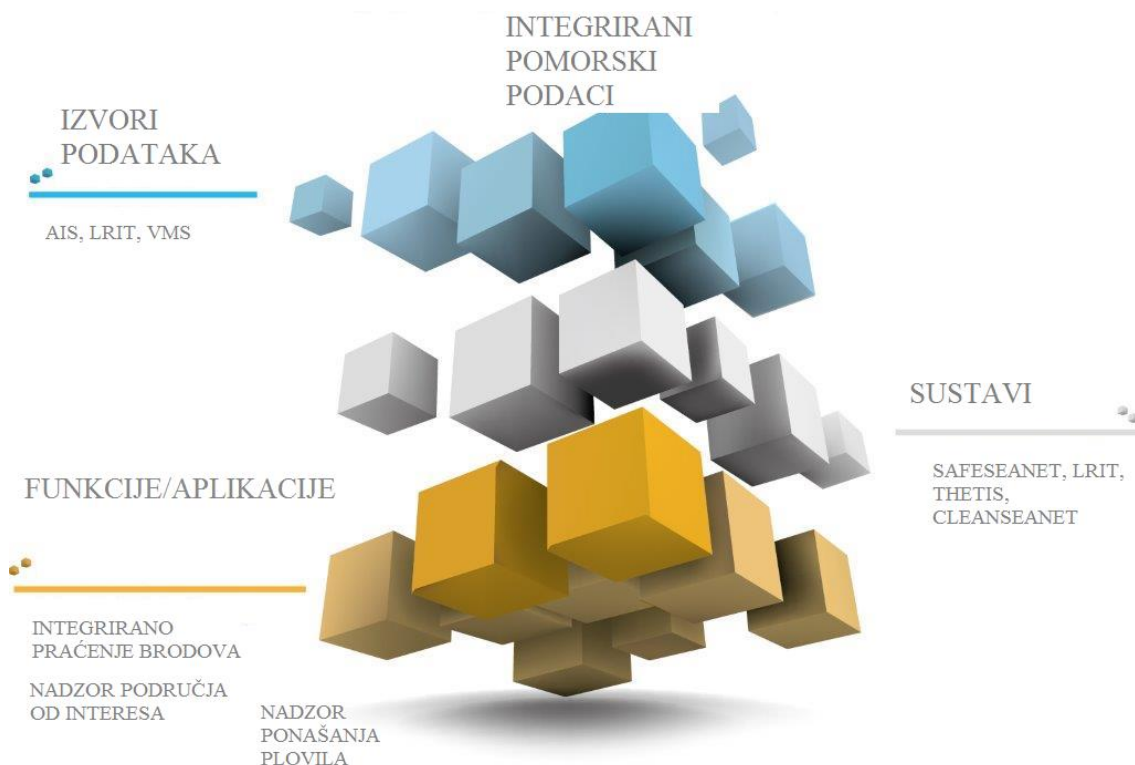 INTEGRIRANI
POMORSKI
PODACI
IZVORI
PODATAKA
AIS, LRIT, VMS
SUSTAVI
SAFESEANET, LRIT,
THETIS,
CLEANSEANET
FUNKCIJE/APLIKACIJE
INTEGRIRANO
PRAĆENJE BRODOVA
NADZOR PODRUČJA
OD INTERESA
NADZOR
PONAŠANJA
PLOVILA